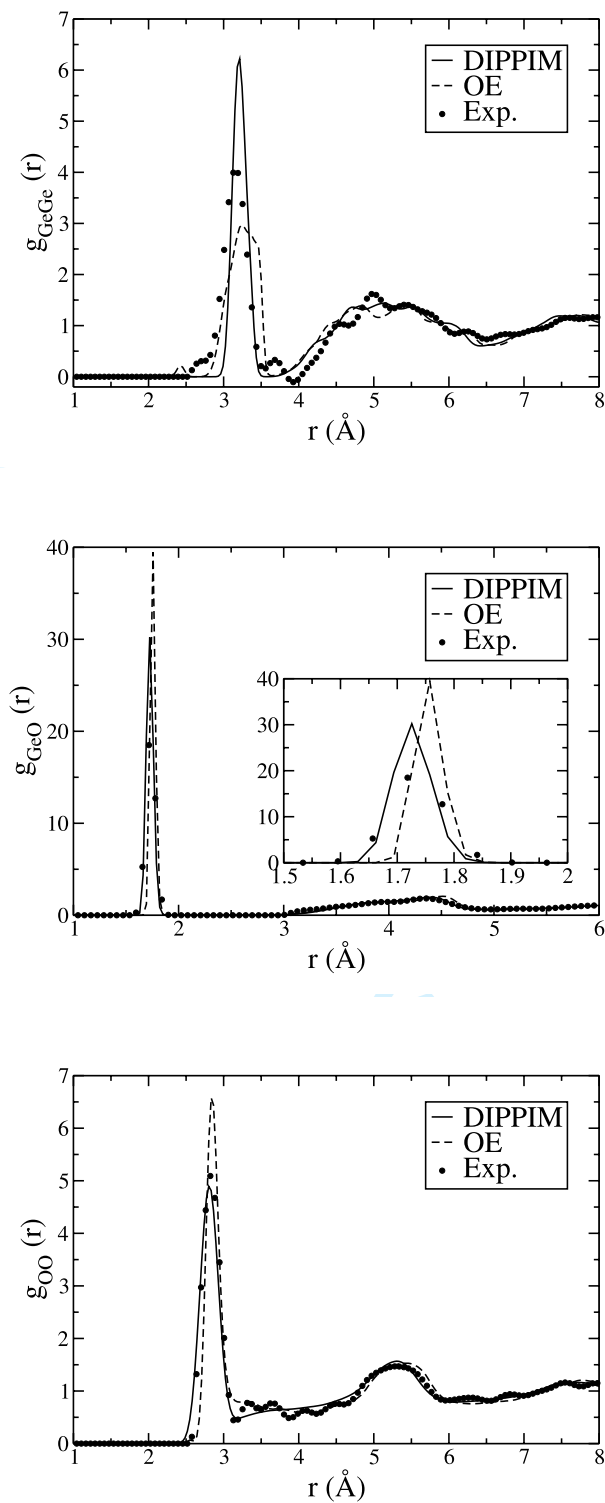 7
6
5
4
3
2
1
0
g_GeGe (r)
DIPPIM
OE
Exp.
1 2 3 4 5 6 7 8
r (Å)
40
30
20
10
0
g_GeO (r)
DIPPIM
OE
Exp.
40
30
20
10
0
1.5 1.6 1.7 1.8 1.9 2
1 2 3 4 5 6
r (Å)
7
6
5
4
3
2
1
0
g_OO (r)
DIPPIM
OE
Exp.
1 2 3 4 5 6 7 8
r (Å)